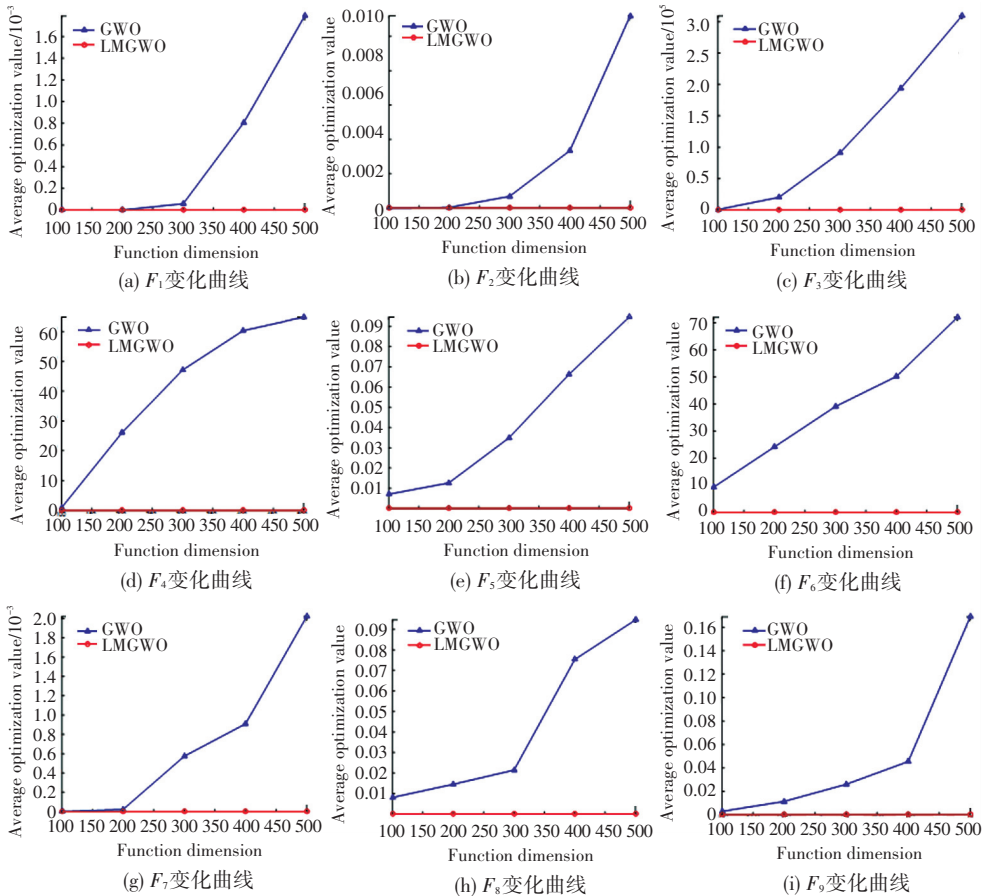 Average optimization value/10⁻³
1.6
1.4
1.2
1.0
0.8
0.6
0.4
0.2
0
GWO
LMGWO
100 150 200 250 300 350 400 450 500
Function dimension
(a) F₁变化曲线
Average optimization value
0.010
0.008
0.006
0.004
0.002
0
GWO
LMGWO
100 150 200 250 300 350 400 450 500
Function dimension
(b) F₂变化曲线
Average optimization value/10⁵
3.0
2.5
2.0
1.5
1.0
0.5
0
GWO
LMGWO
100 150 200 250 300 350 400 450 500
Function dimension
(c) F₃变化曲线
Average optimization value
60
50
40
30
20
10
0
GWO
LMGWO
100 150 200 250 300 350 400 450 500
Function dimension
(d) F₄变化曲线
Average optimization value
0.09
0.08
0.07
0.06
0.05
0.04
0.03
0.02
0.01
GWO
LMGWO
100 150 200 250 300 350 400 450 500
Function dimension
(e) F₅变化曲线
Average optimization value
70
60
50
40
30
20
10
0
GWO
LMGWO
100 150 200 250 300 350 400 450 500
Function dimension
(f) F₆变化曲线
Average optimization value/10⁻³
2.0
1.8
1.6
1.4
1.2
1.0
0.8
0.6
0.4
0.2
0
GWO
LMGWO
100 150 200 250 300 350 400 450 500
Function dimension
(g) F₇变化曲线
Average optimization value
0.09
0.08
0.07
0.06
0.05
0.04
0.03
0.02
0.01
GWO
LMGWO
100 150 200 250 300 350 400 450 500
Function dimension
(h) F₈变化曲线
Average optimization value
0.16
0.14
0.12
0.10
0.08
0.06
0.04
0.02
0
GWO
LMGWO
100 150 200 250 300 350 400 450 500
Function dimension
(i) F₉变化曲线